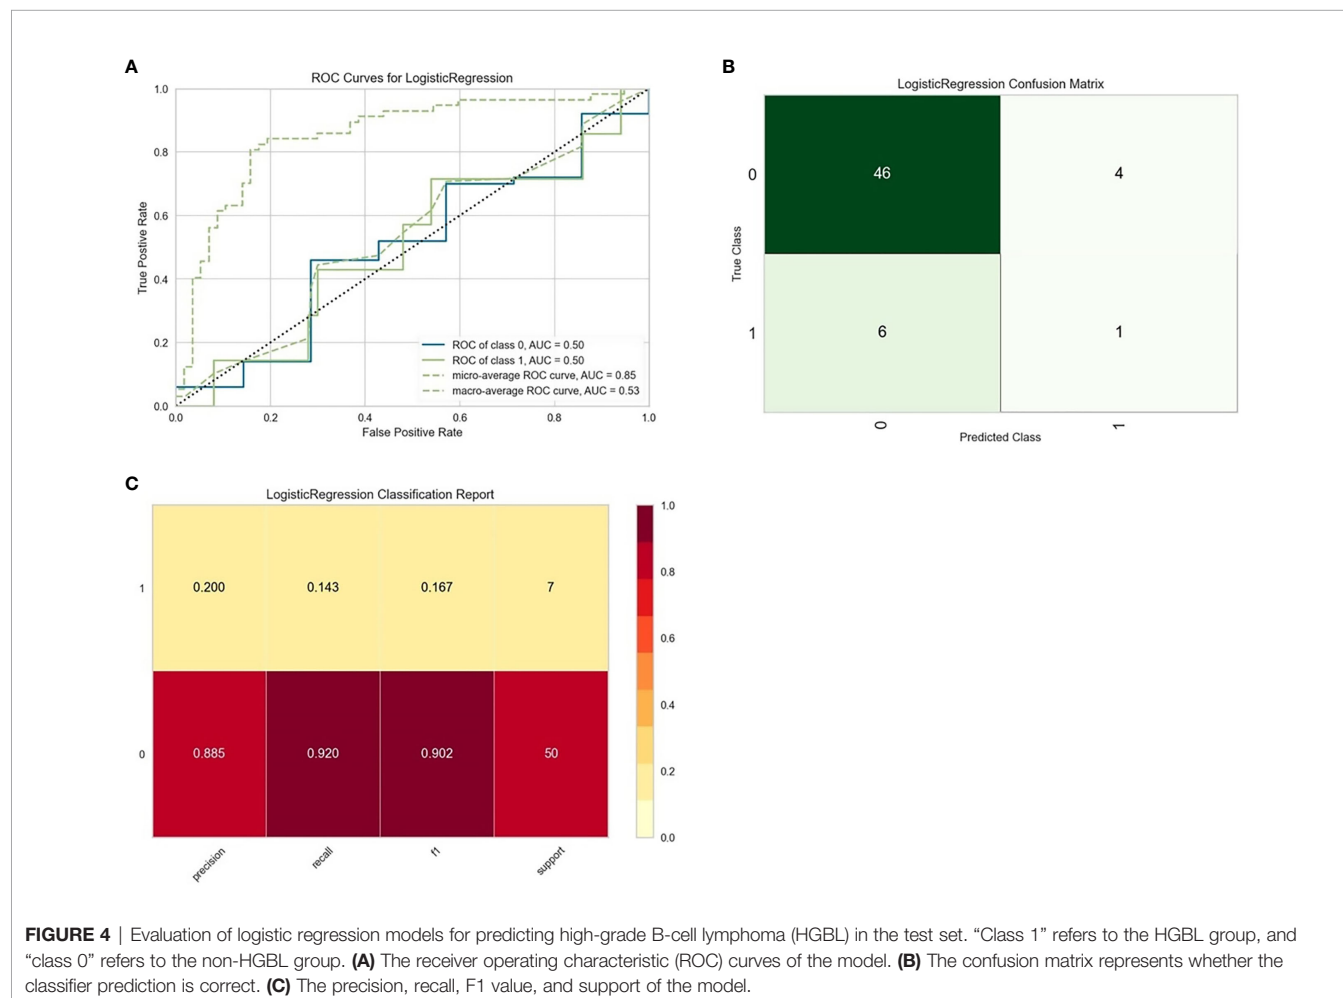 A
ROC Curves for LogisticRegression
1.0
0.8
0.6
0.4
0.2
0.0
True Postive Rate
ROC of class 0, AUC = 0.50
ROC of class 1, AUC = 0.50
micro-average ROC curve, AUC = 0.85
macro-average ROC curve, AUC = 0.53
0.0 0.2 0.4 0.6 0.8 1.0
False Positive Rate
B
LogisticRegression Confusion Matrix
True Class
0 46 4
1 6 1
0 1
Predicted Class
C
LogisticRegression Classification Report
1 0.200 0.143 0.167 7
0 0.885 0.920 0.902 50
precision recall f1 support
1.0
0.8
0.6
0.4
0.2
0.0
FIGURE 4 | Evaluation of logistic regression models for predicting high-grade B-cell lymphoma (HGBL) in the test set. “Class 1” refers to the HGBL group, and
“class 0” refers to the non-HGBL group. (A) The receiver operating characteristic (ROC) curves of the model. (B) The confusion matrix represents whether the
classifier prediction is correct. (C) The precision, recall, F1 value, and support of the model.